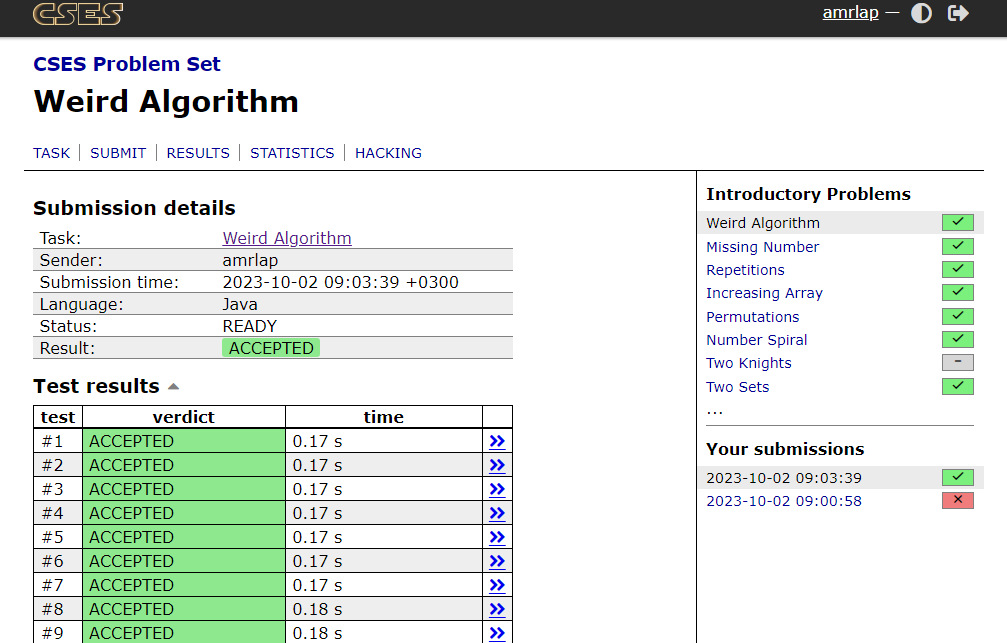 CSES
amrlap —
CSES Problem Set
Weird Algorithm
TASK | SUBMIT | RESULTS | STATISTICS | HACKING
Submission details
Task: Weird Algorithm
Sender: amrlap
Submission time: 2023-10-02 09:03:39 +0300
Language: Java
Status: READY
Result: ACCEPTED
Test results
test verdict time
#1 ACCEPTED 0.17 s »
#2 ACCEPTED 0.17 s »
#3 ACCEPTED 0.17 s »
#4 ACCEPTED 0.17 s »
#5 ACCEPTED 0.17 s »
#6 ACCEPTED 0.17 s »
#7 ACCEPTED 0.17 s »
#8 ACCEPTED 0.18 s »
#9 ACCEPTED 0.18 s »
Introductory Problems
Weird Algorithm
Missing Number
Repetitions
Increasing Array
Permutations
Number Spiral
Two Knights –
Two Sets
...
Your submissions
2023-10-02 09:03:39
2023-10-02 09:00:58